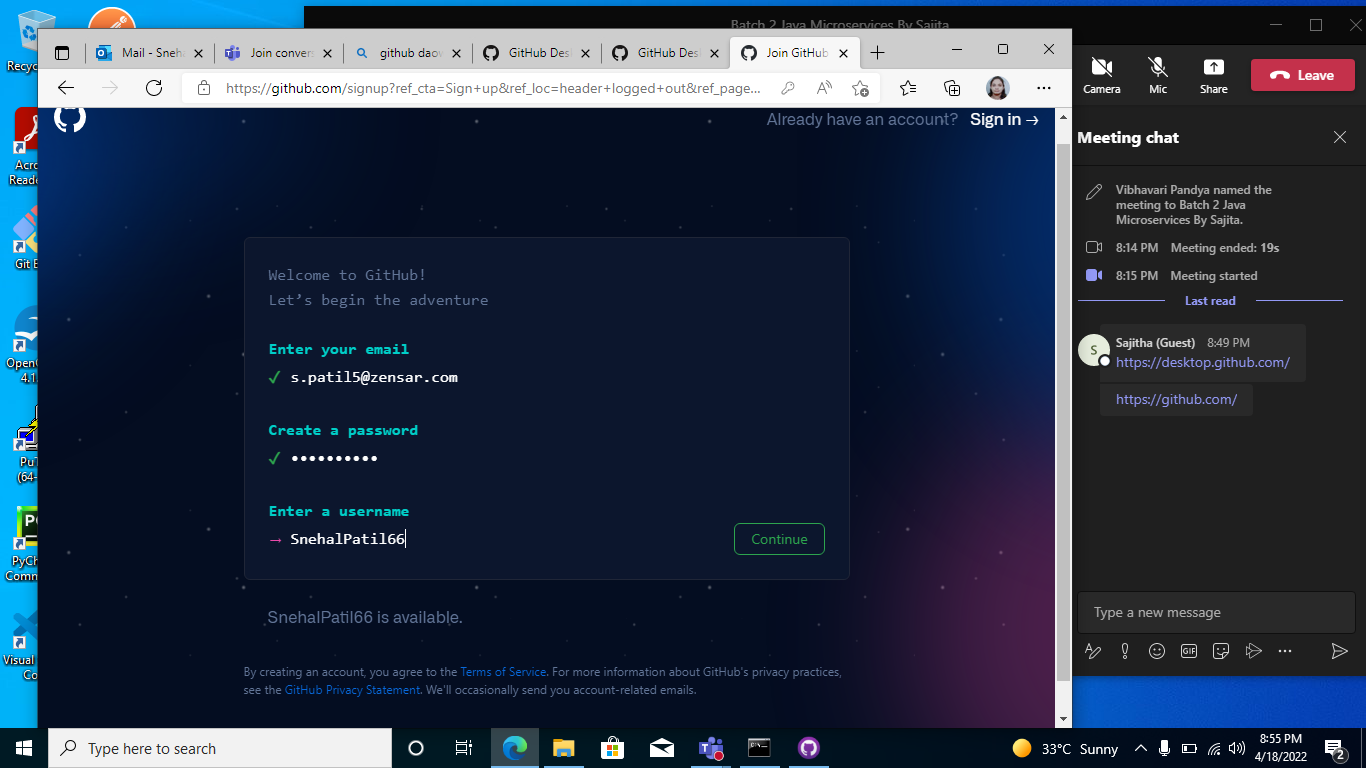 Recyc
Acro
Reade
Git B
OpenO
4.1.
PuT
(64-
PyCh
Comm
Visual
Co
Batch 2 Java Microservices By Sajita
Mail - Sneh
Join convers
github daow
GitHub Desk
GitHub Desk
Join GitHub
https://github.com/signup?ref_cta=Sign+up&ref_loc=header+logged+out&ref_page...
Already have an account? Sign in →
Welcome to GitHub!
Let’s begin the adventure
Enter your email
✓ s.patil5@zensar.com
Create a password
✓ ••••••••••
Enter a username
→ SnehalPatil66
Continue
SnehalPatil66 is available.
By creating an account, you agree to the Terms of Service. For more information about GitHub's privacy practices,
see the GitHub Privacy Statement. We'll occasionally send you account-related emails.
Camera
Mic
Share
Leave
Meeting chat
Vibhavari Pandya named the
meeting to Batch 2 Java
Microservices By Sajita.
8:14 PM Meeting ended: 19s
8:15 PM Meeting started
Last read
S
Sajitha (Guest) 8:49 PM
https://desktop.github.com/
https://github.com/
Type a new message
GIF
Type here to search
33°C Sunny
8:55 PM
4/18/2022
2